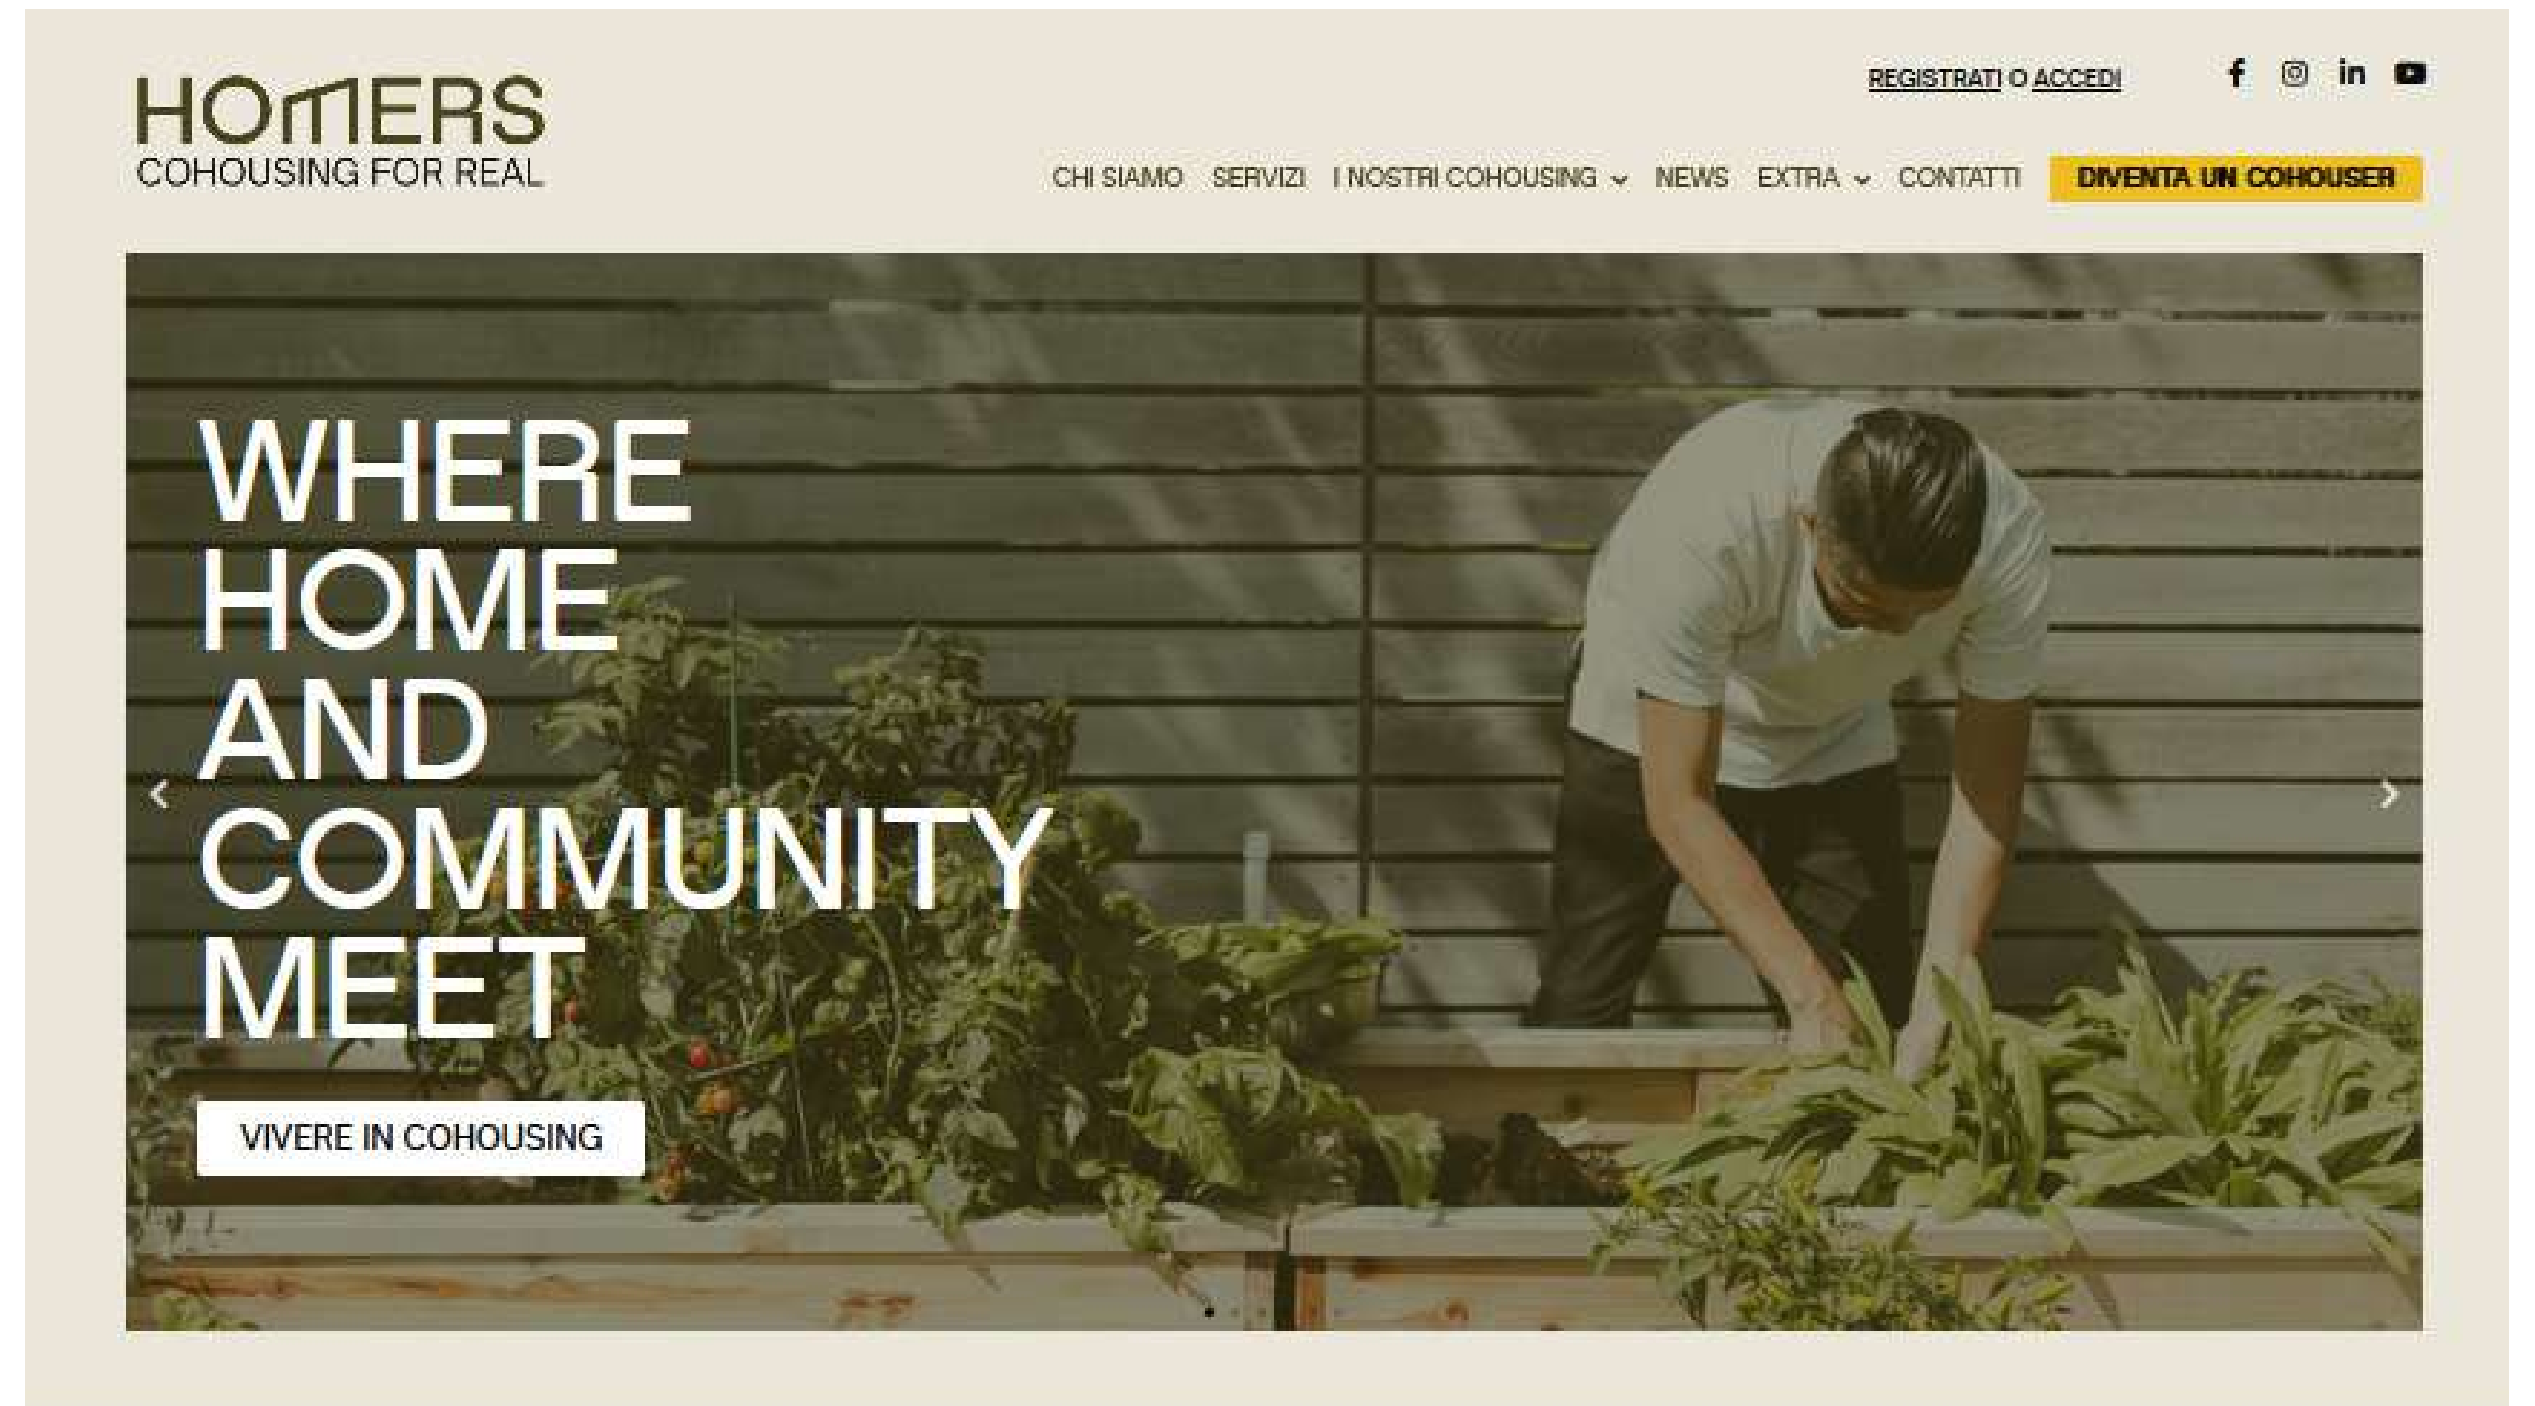 HOMERS
COHOUSING FOR REAL
REGISTRATI O ACCEDI
CHI SIAMO SERVIZI I NOSTRI COHOUSING NEWS EXTRA CONTATTI DIVENTA UN COHOUSER
WHERE
HOME
AND
COMMUNITY
MEET
VIVERE IN COHOUSING